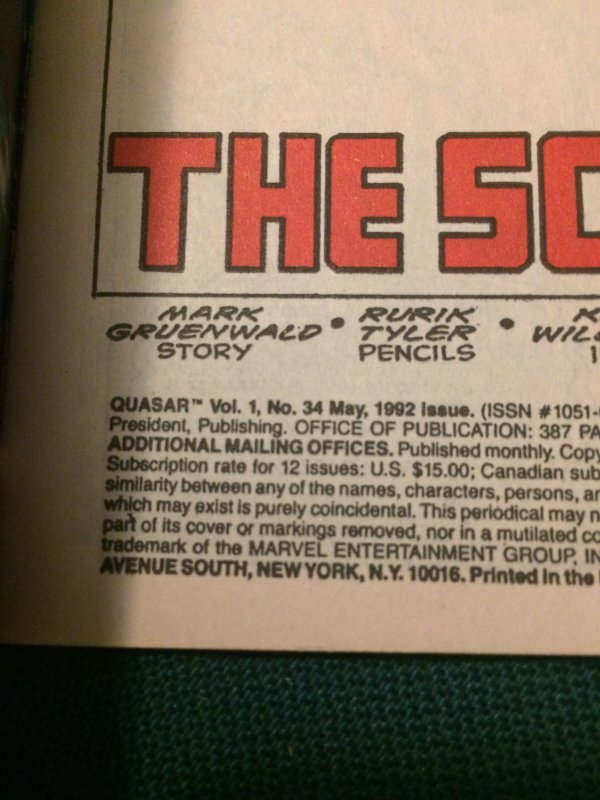 THE SC
MARK GRUENWALD • RURIK TYLER •
STORY PENCILS
QUASAR™ Vol. 1, No. 34 May, 1992 Issue. (ISSN #1051-
President, Publishing. OFFICE OF PUBLICATION: 387 PA
ADDITIONAL MAILING OFFICES. Published monthly. Copy
Subscription rate for 12 issues: U.S. $15.00; Canadian sub
similarity between any of the names, characters, persons, an
which may exist is purely coincidental. This periodical may n
part of its cover or markings removed, nor in a mutilated co
trademark of the MARVEL ENTERTAINMENT GROUP, IN
AVENUE SOUTH, NEW YORK, N.Y. 10016. Printed in the